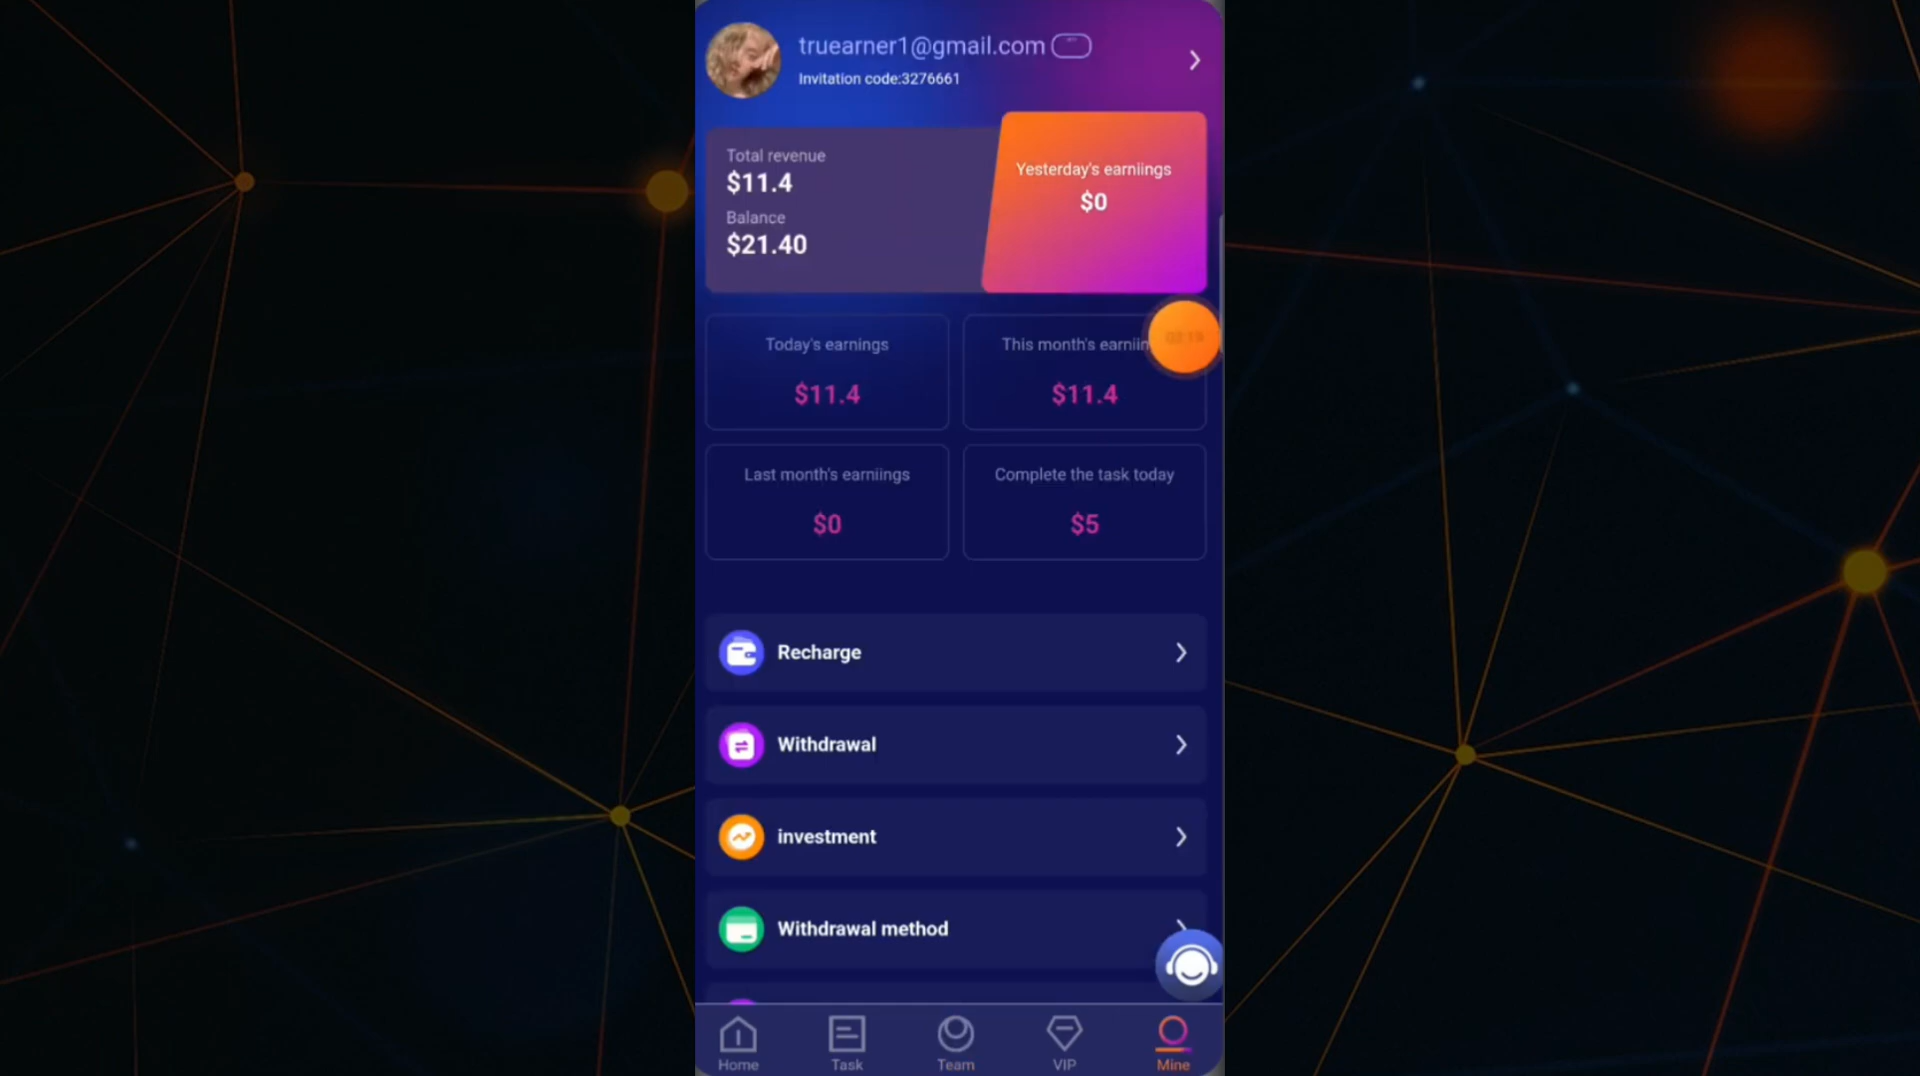 truearner1@gmail.com
Invitation code:3276661
Total revenue
$11.4
Balance
$21.40
Yesterday's earniings
$0
Today's earnings
$11.4
This month's earniin
$11.4
02:19
Last month's earniings
$0
Complete the task today
$5
Recharge
Withdrawal
investment
Withdrawal method
Home
Task
Team
VIP
Mine